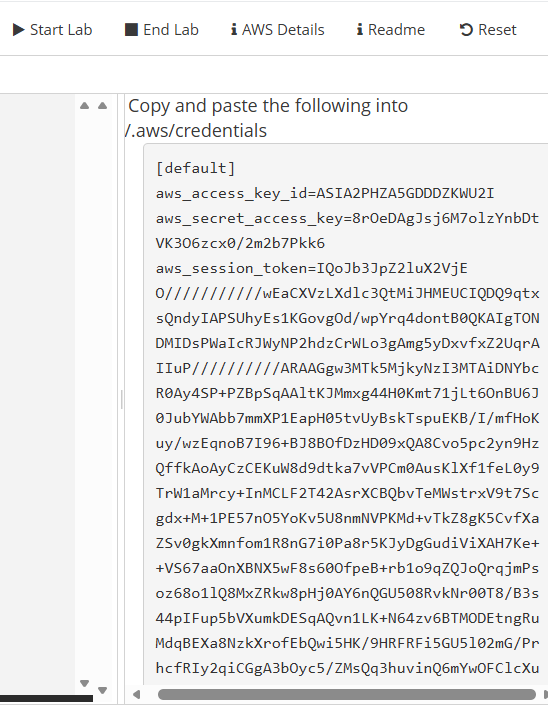 Start Lab End Lab AWS Details Readme Reset
Copy and paste the following into
/.aws/credentials
[default]
aws_access_key_id=ASIA2PHZA5GDDDZKWU2I
aws_secret_access_key=8rOeDAgJsj6M7olzYnbDt
VK3O6zcx0/2m2b7Pkk6
aws_session_token=IQoJb3JpZ2luX2VjE
O///////////wEaCXVzLXdlc3QtMiJHMEUCIQDQ9qtx
sQndyIAPSUhyEs1KGovgOd/wpYrq4dontB0QKAIgTON
DMIDsPWaIcRJWyNP2hdzCrWLo3gAmg5yDxvfxZ2UqrA
IIuP//////////ARAAGgw3MTk5MjkyNzI3MTAiDNYbc
R0Ay4SP+PZBpSqAAltKJMmxg44H0Kmt71jLt6OnBU6J
0JubYWAbb7mmXP1EapH05tvUyBskTspuEKB/I/mfHoK
uy/wzEqnoB7I96+BJ8BOfDzHD09xQA8Cvo5pc2yn9Hz
QffkAoAyCzCEKuW8d9dtka7vVPCm0AusKlXf1feL0y9
TrW1aMrcy+InMCLF2T42AsrXCBQbvTeMWstrxV9t7Sc
gdx+M+1PE57nO5YoKv5U8nmNVPKMd+vTkZ8gK5CvfXa
ZSv0gkXmnfom1R8nG7i0Pa8r5KJyDgGudiViXAH7Ke+
+VS67aaOnXBNX5wF8s60OfpeB+rb1o9qZQJoQrqjmPs
oz68o1lQ8MxZRkw8pHj0AY6nQGU508RvkNr00T8/B3s
44pIFup5bVXumkDESqAQvn1LK+N64zv6BTMODEtngRu
MdqBEXa8NzkXrofEbQwi5HK/9HRFRFi5GU5l02mG/Pr
hcfRIy2qiCGgA3bOyc5/ZMsQq3huvinQ6mYwOFClcXu